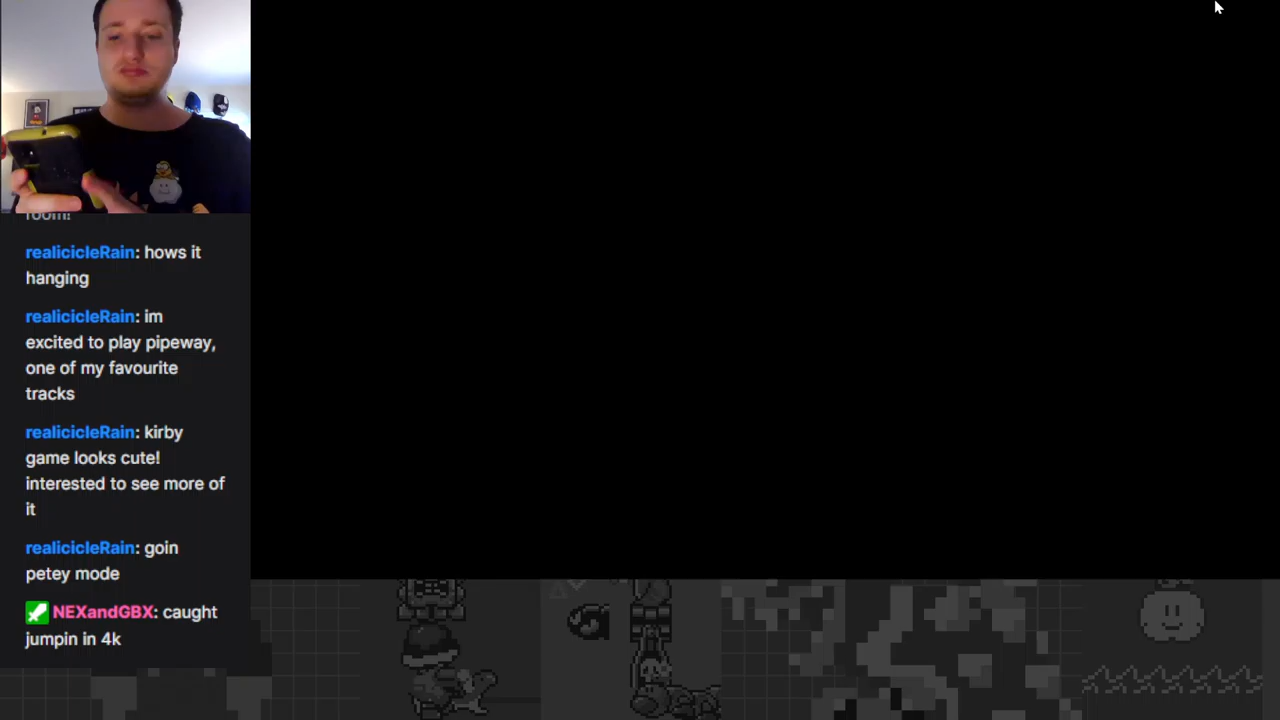 room!
realicicleRain: hows it
hanging
realicicleRain: im
excited to play pipeway,
one of my favourite
tracks
realicicleRain: kirby
game looks cute!
interested to see more of
it
realicicleRain: goin
petey mode
NEXandGBX: caught
jumpin in 4k